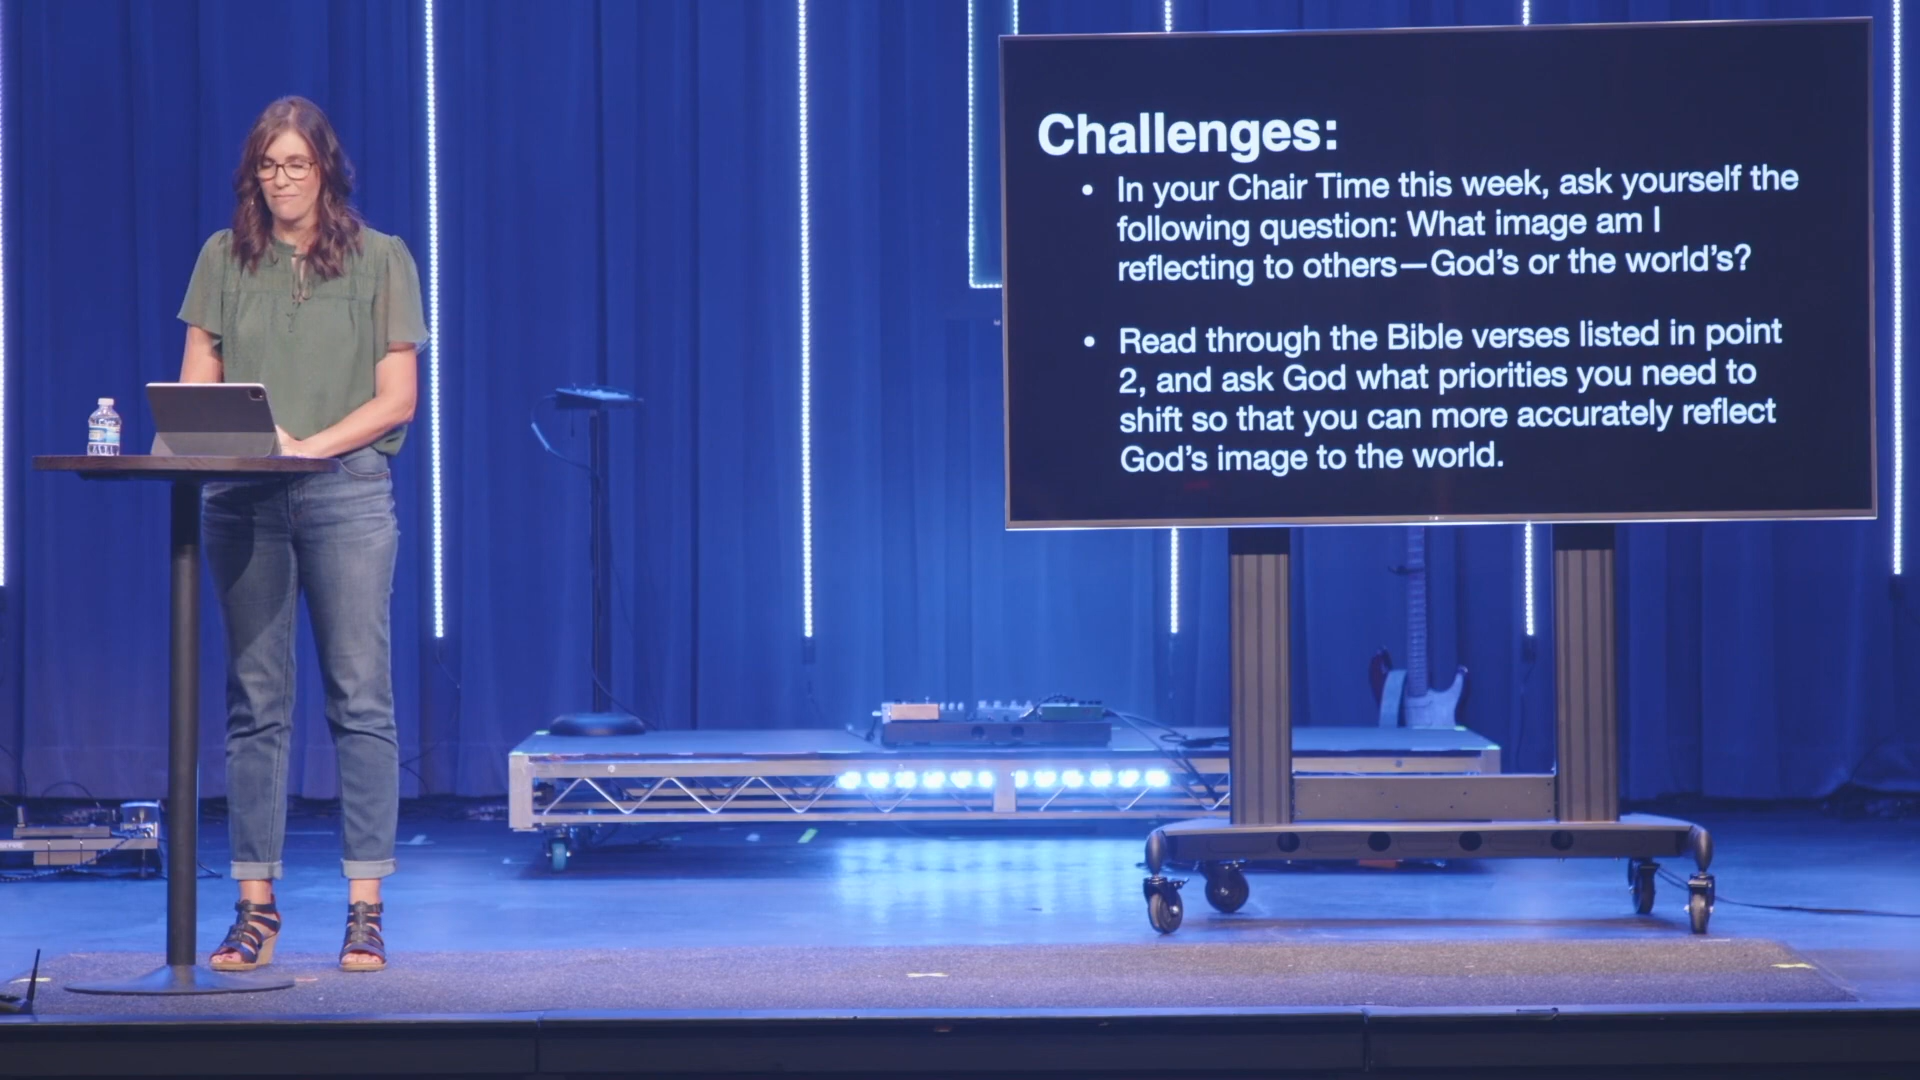 Challenges:
• In your Chair Time this week, ask yourself the
following question: What image am I
reflecting to others—God's or the world's?
• Read through the Bible verses listed in point
2, and ask God what priorities you need to
shift so that you can more accurately reflect
God's image to the world.